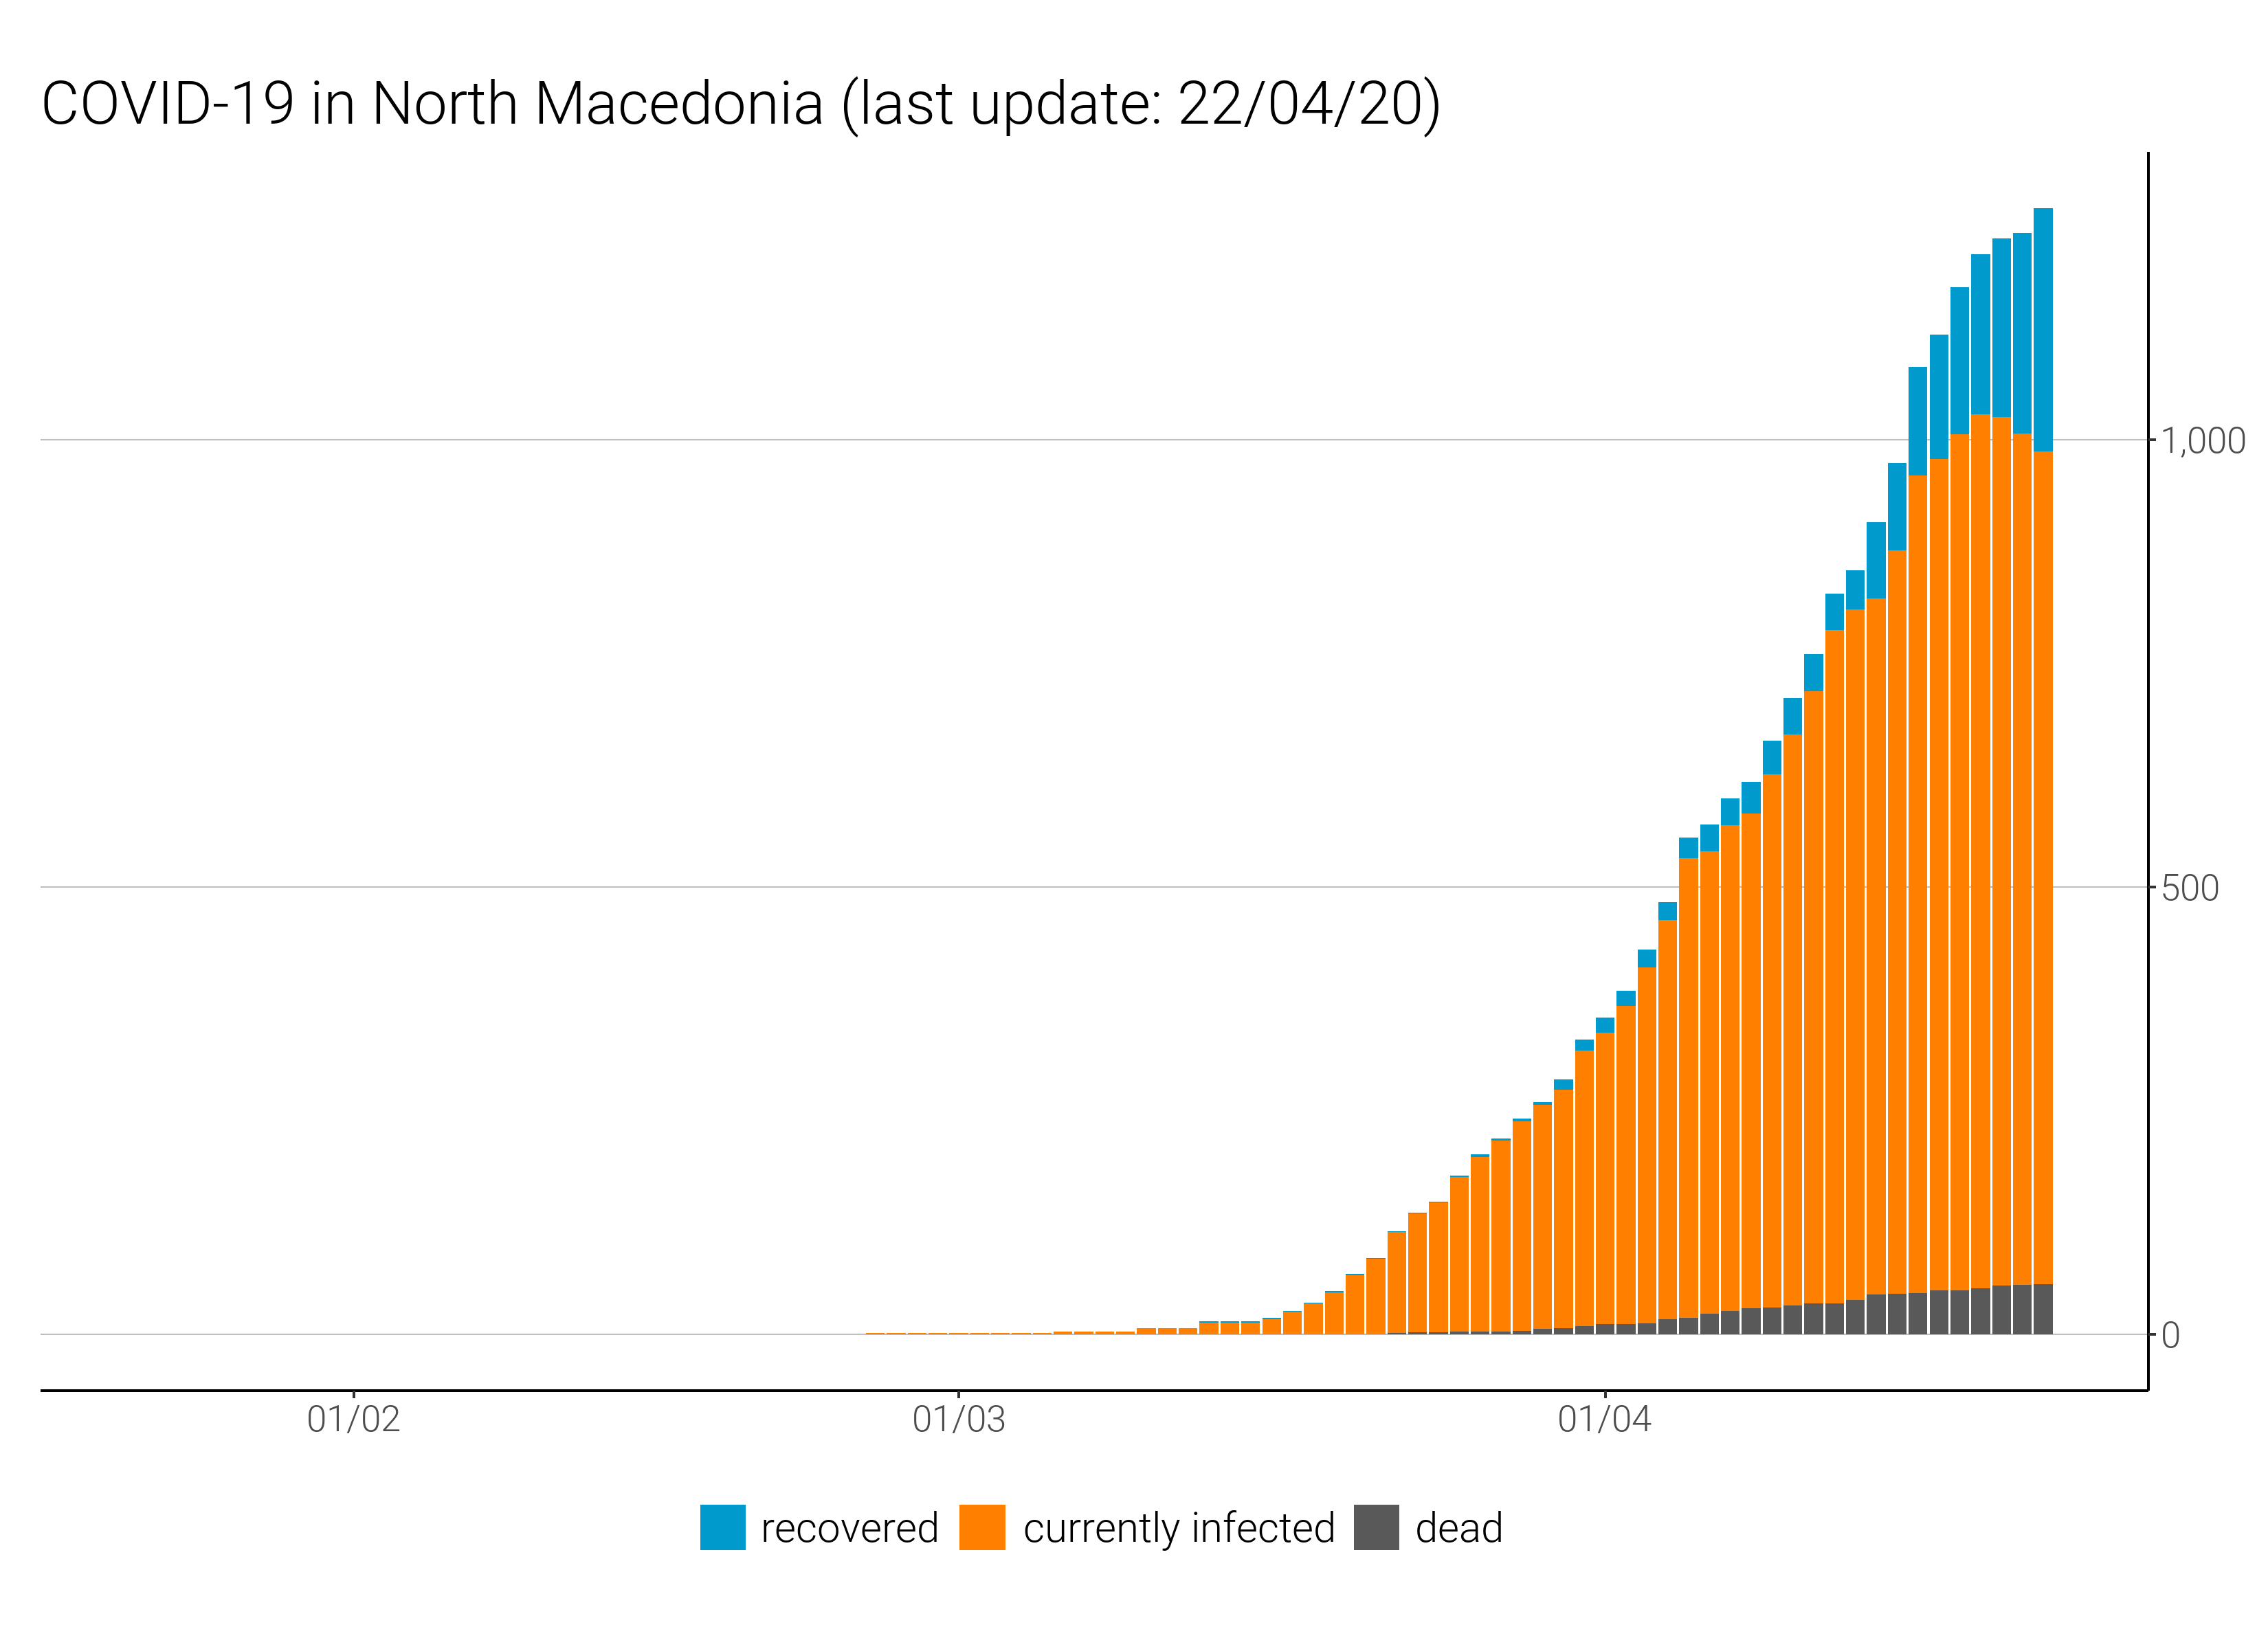 COVID-19 in North Macedonia (last update: 22/04/20)
1,000
500
0
01/02 01/03 01/04
recovered currently infected dead